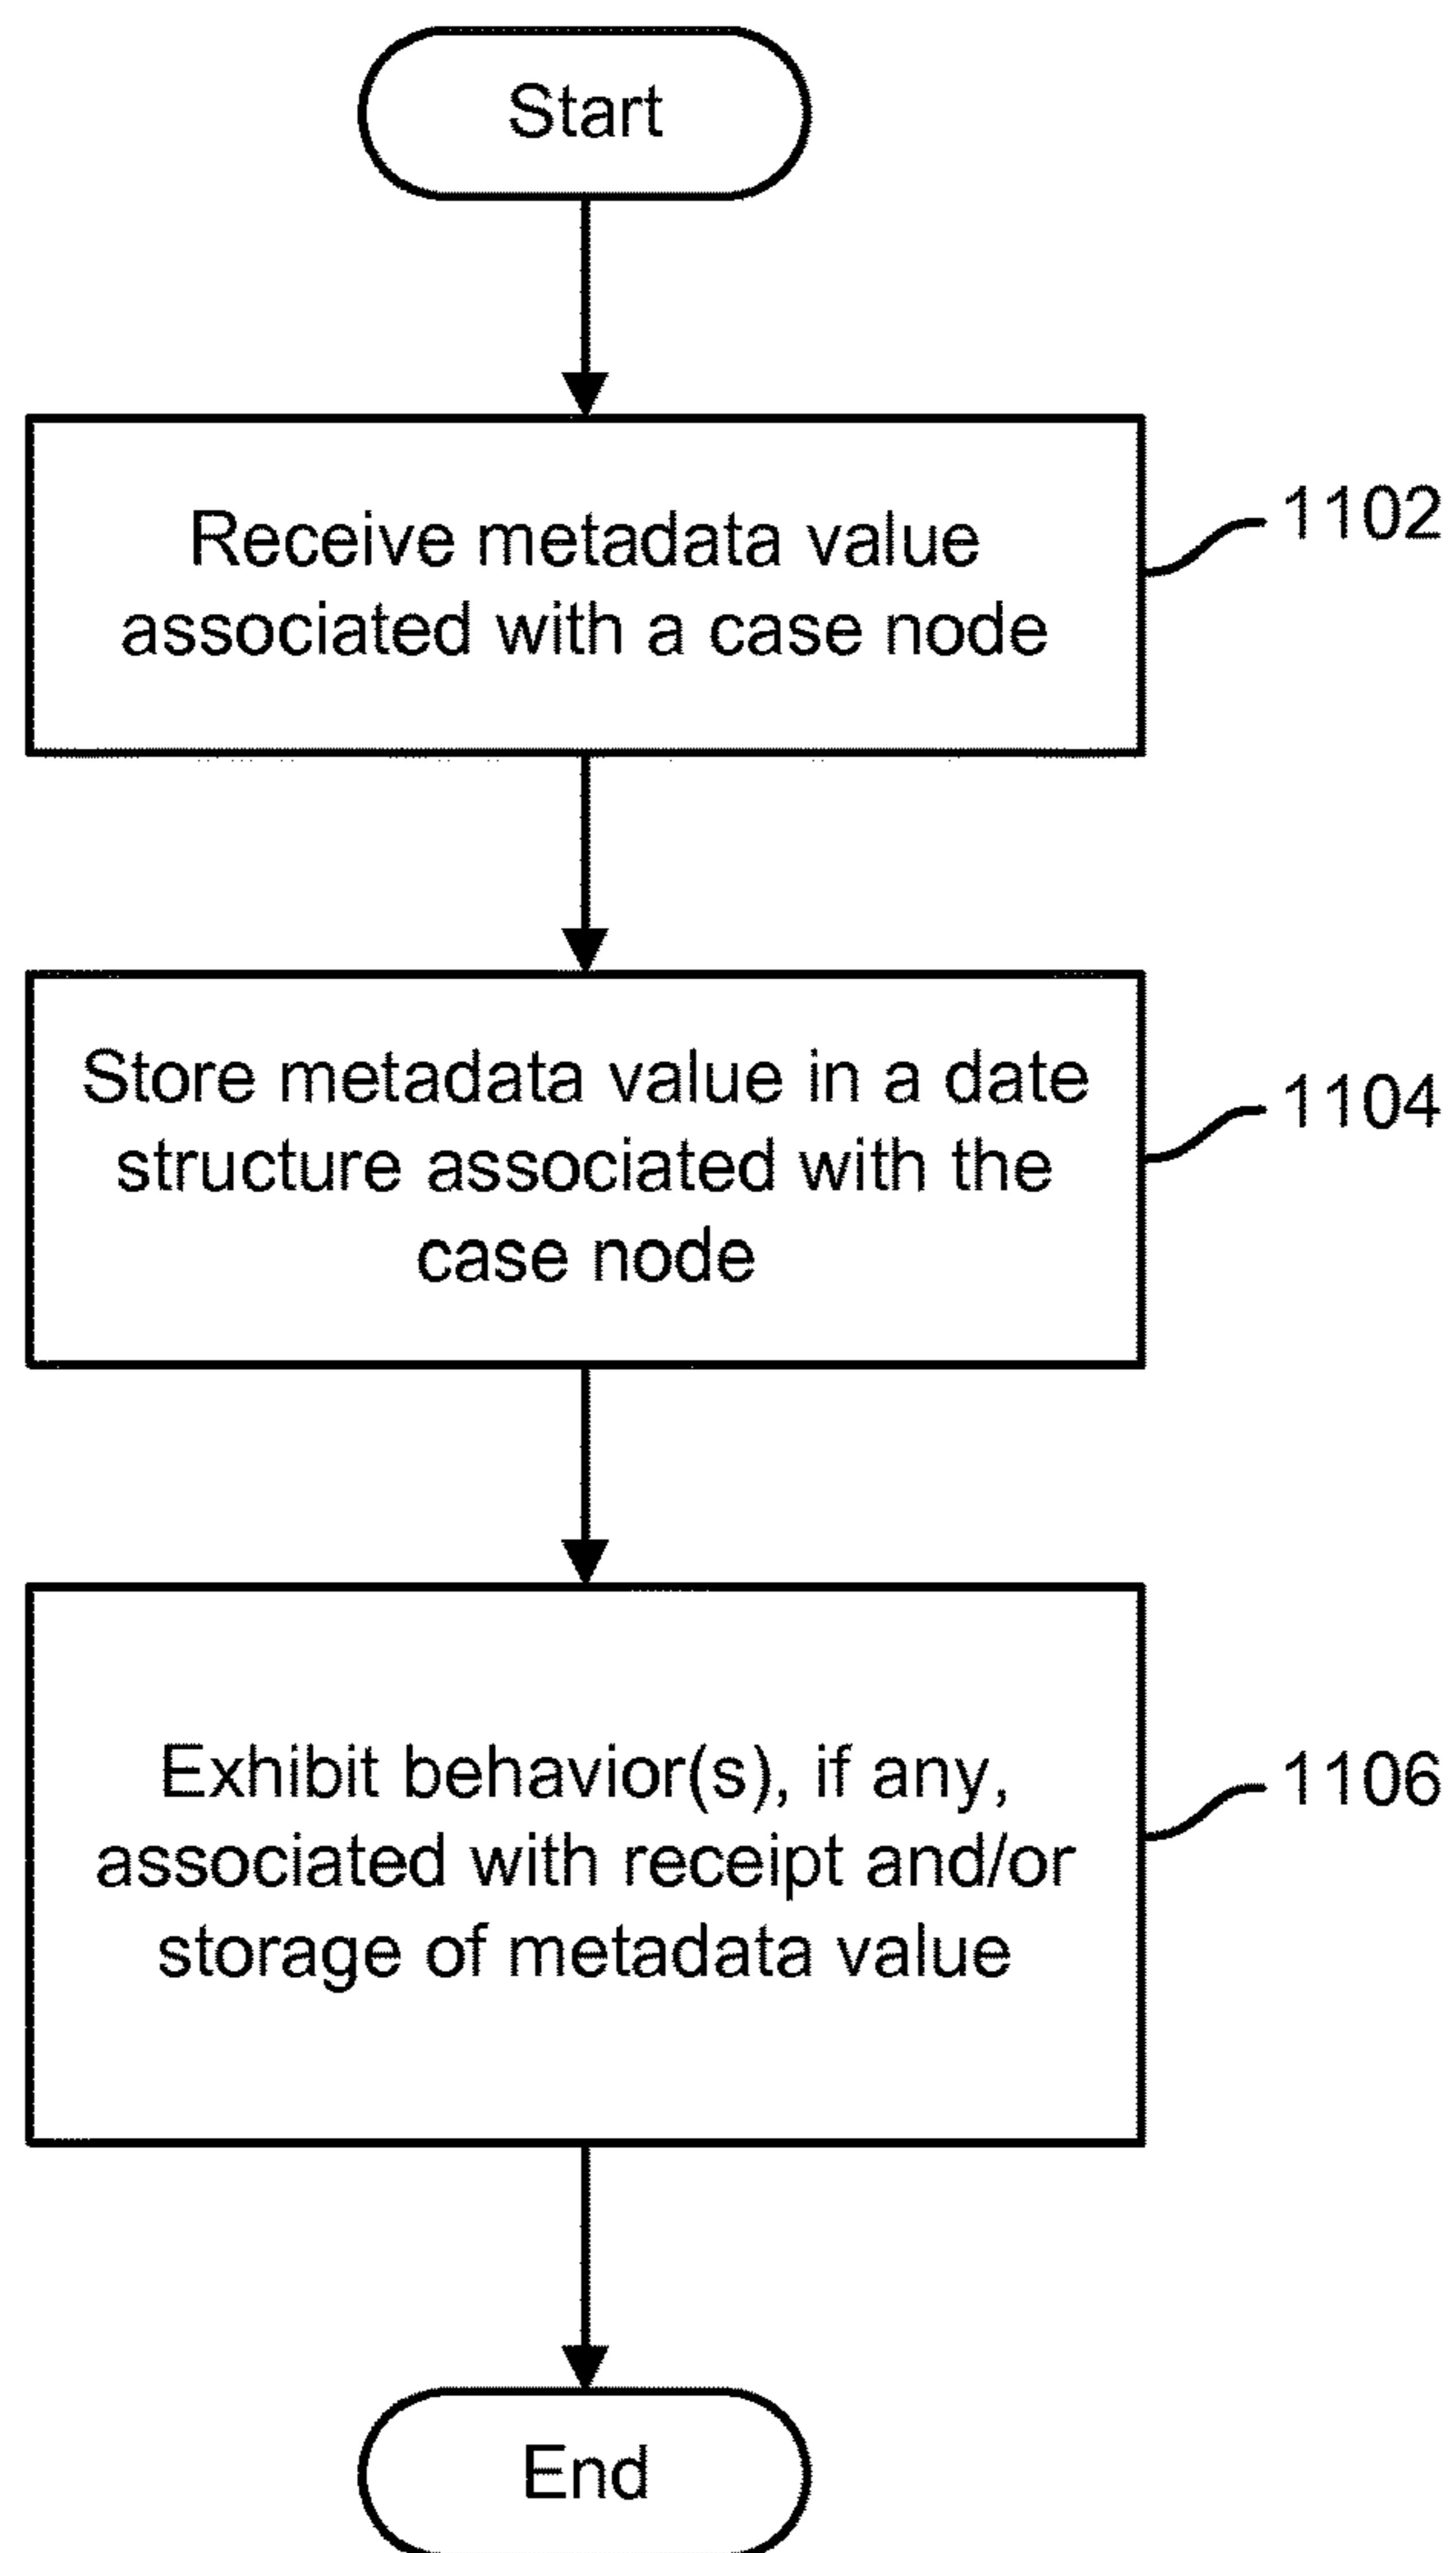 Start
Receive metadata value
associated with a case node
1102
Store metadata value in a date
structure associated with the
case node
1104
Exhibit behavior(s), if any,
associated with receipt and/or
storage of metadata value
1106
End